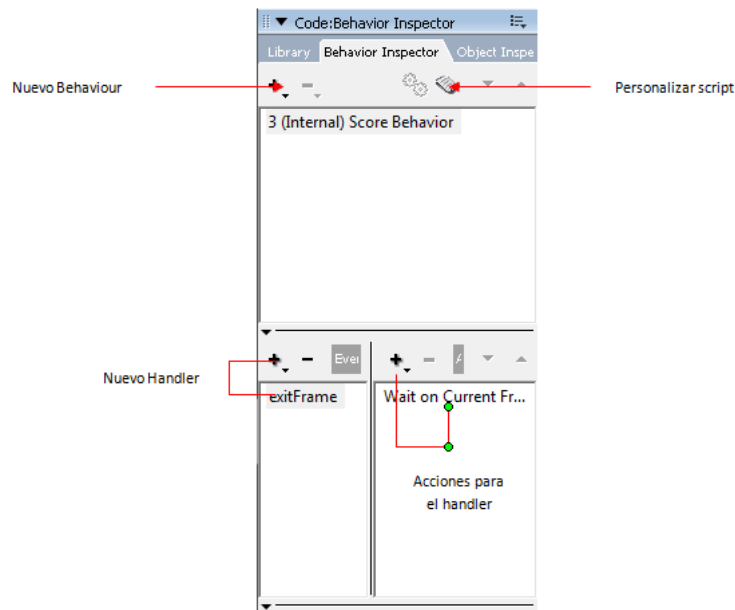 Code:Behavior Inspector
Library Behavior Inspector Object Inspe
Nuevo Behaviour
Personalizar script
3 (Internal) Score Behavior
Nuevo Handler
Ever
exitFrame
Wait on Current Fr...
Acciones para
el handler